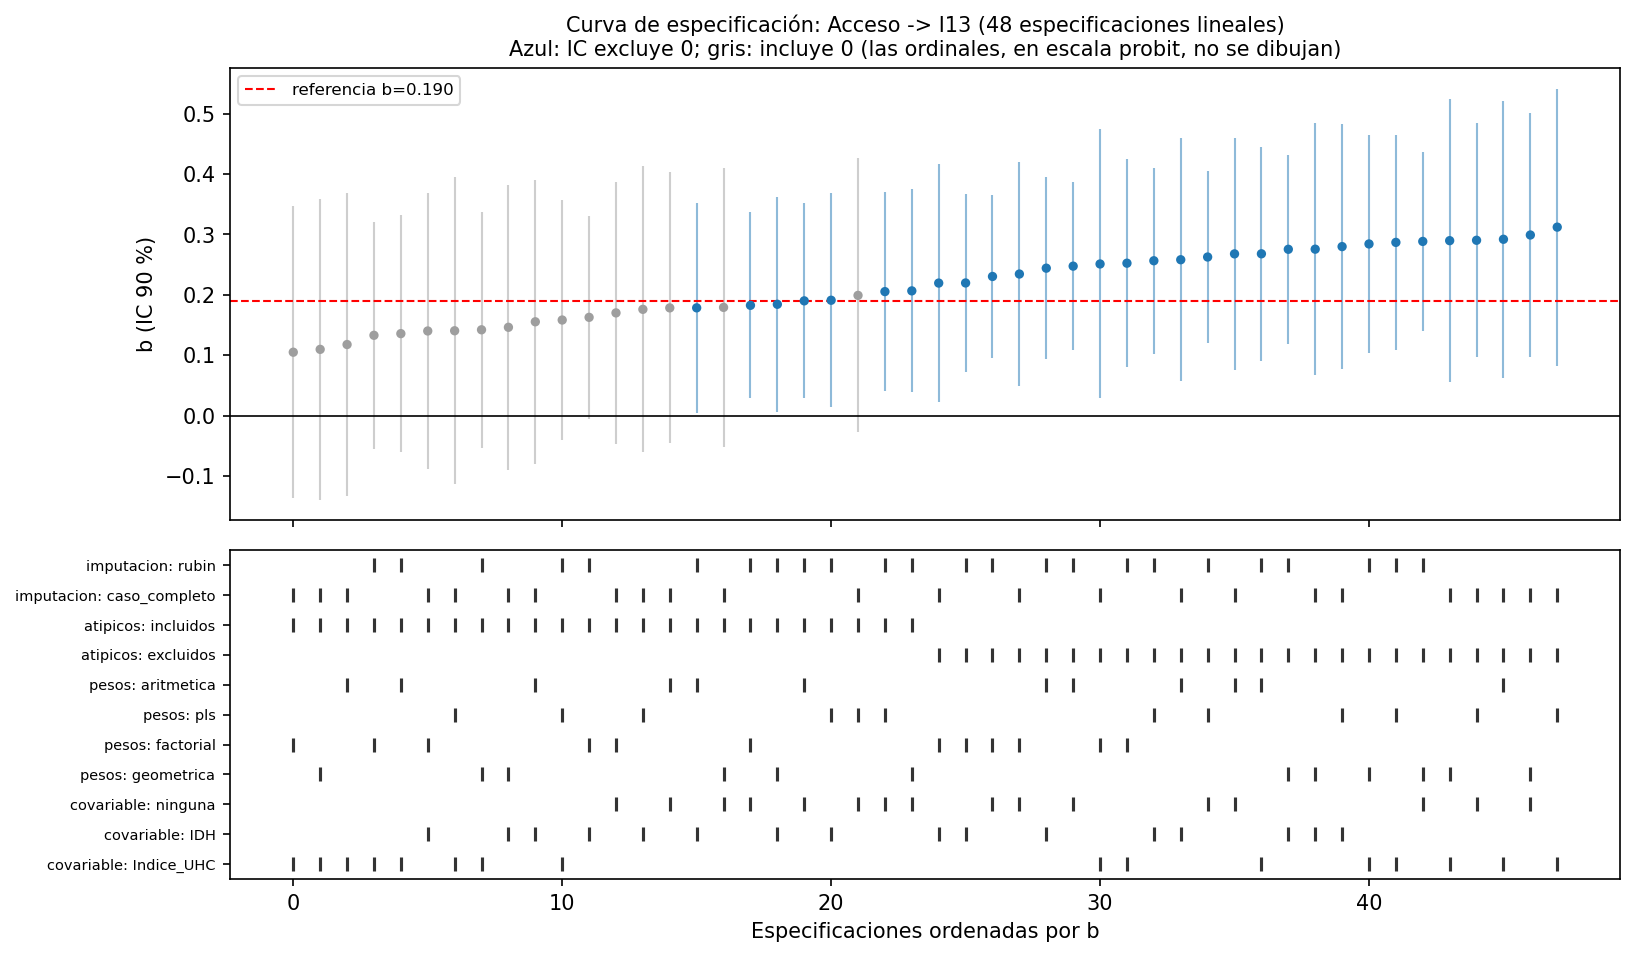 Curva de especificación: Acceso -> I13 (48 especificaciones lineales)
Azul: IC excluye 0; gris: incluye 0 (las ordinales, en escala probit, no se dibujan)
referencia b=0.190
b (IC 90 %)
0.5
0.4
0.3
0.2
0.1
0.0
−0.1
imputacion: rubin
imputacion: caso_completo
atipicos: incluidos
atipicos: excluidos
pesos: aritmetica
pesos: pls
pesos: factorial
pesos: geometrica
covariable: ninguna
covariable: IDH
covariable: Indice_UHC
0 10 20 30 40
Especificaciones ordenadas por b